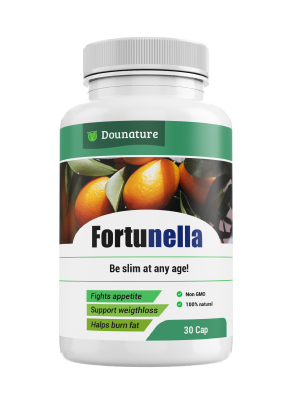 Dounature
Fortunella
Be slim at any age!
Fights appetite
Support weigthloss
Helps burn fat
Non GMO
100% natural
30 Cap